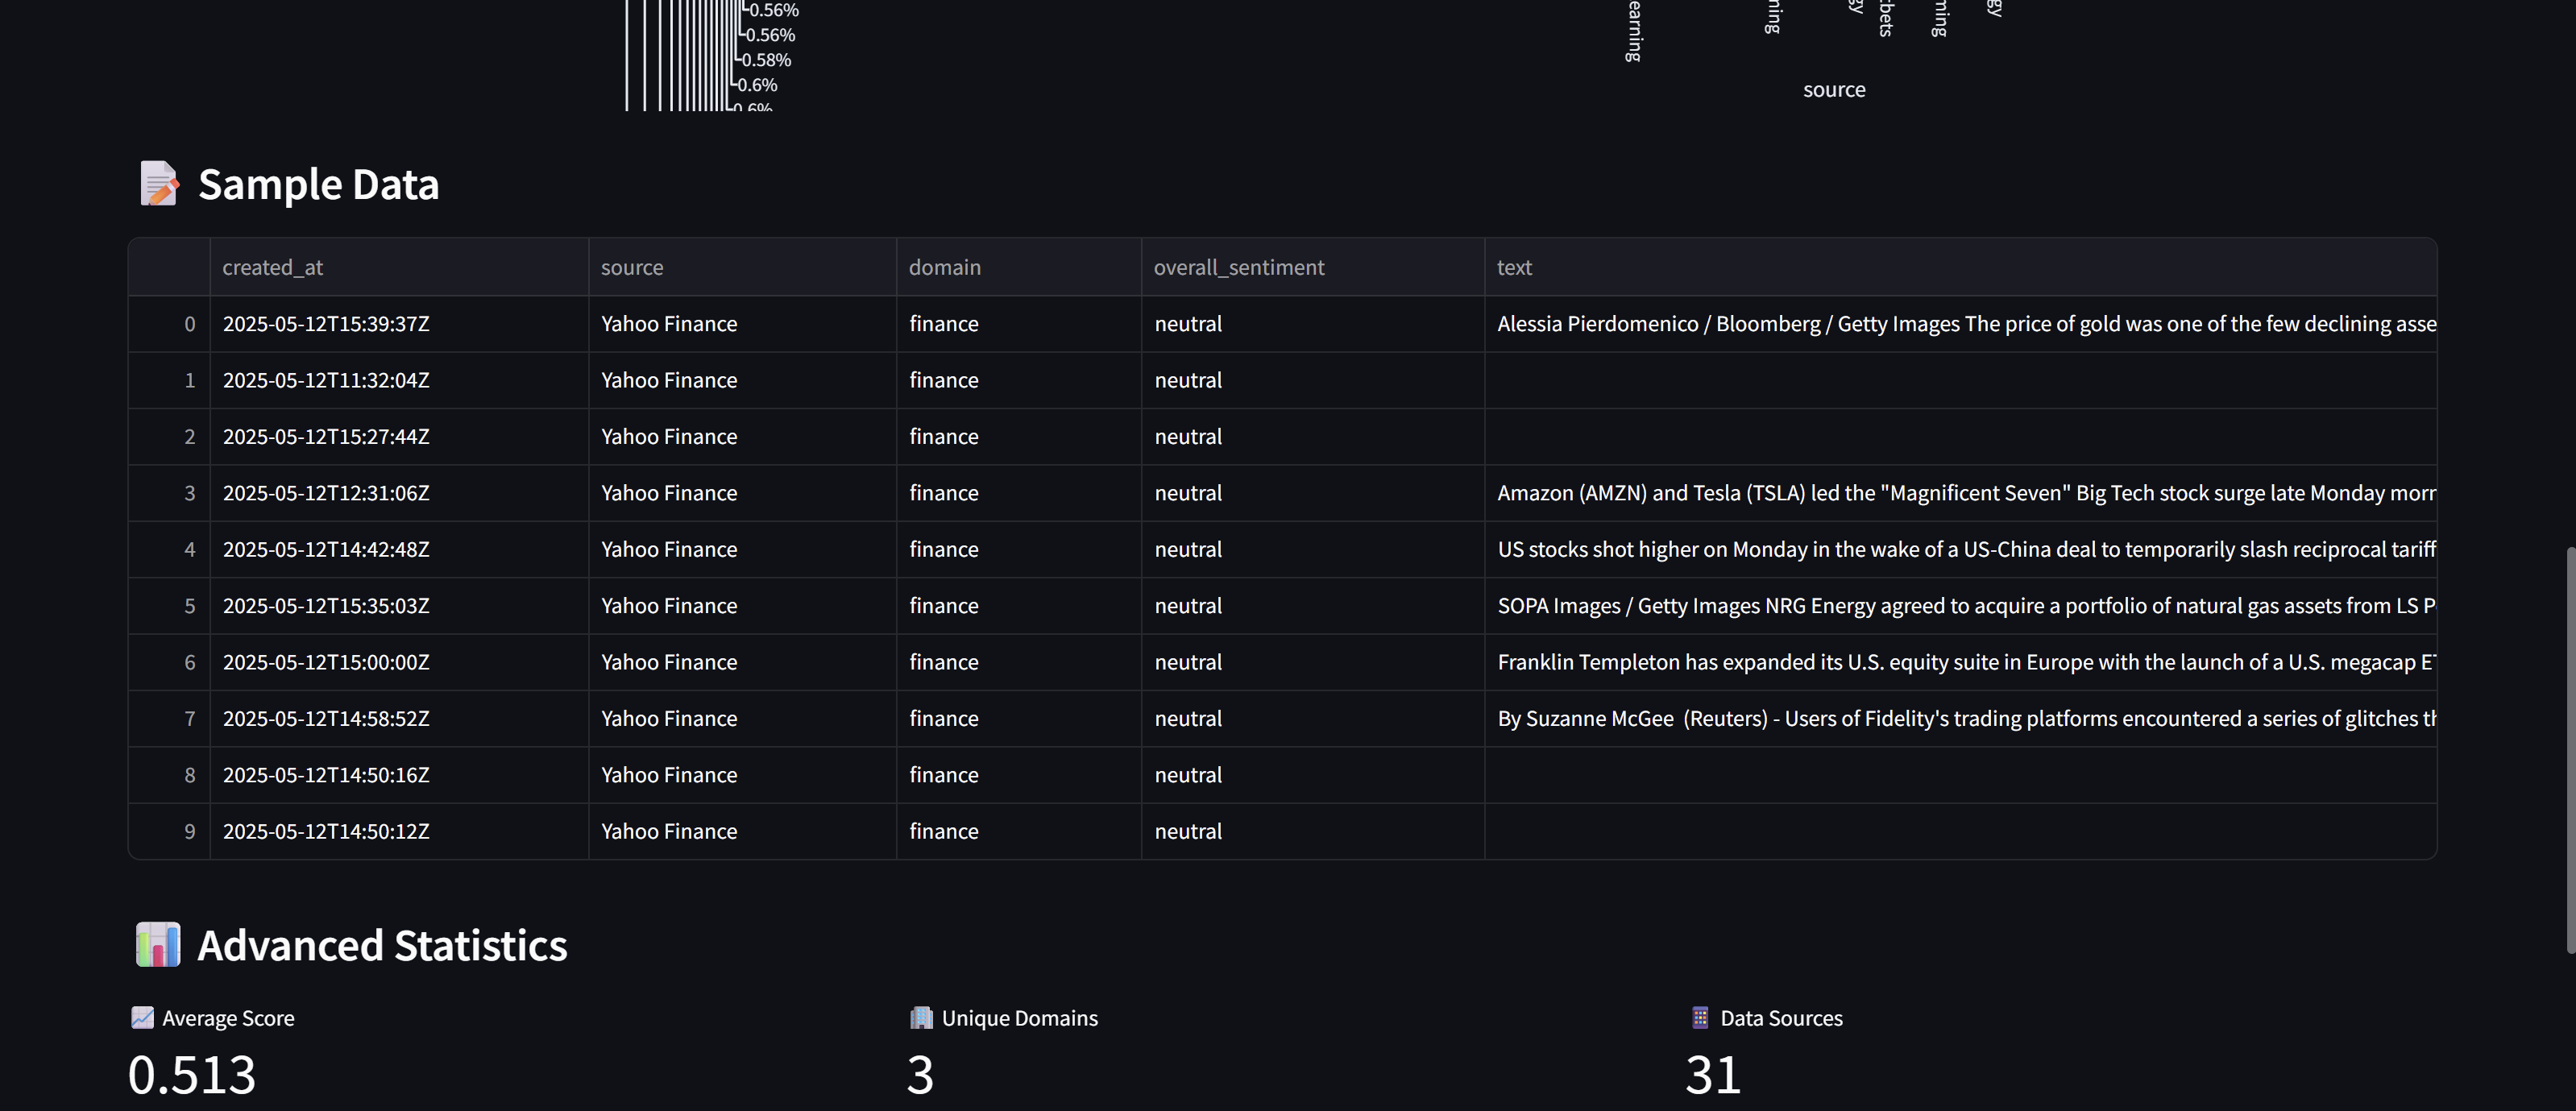 0.56%
0.56%
0.58%
0.6%
0.6%
source
Sample Data
created_at source domain overall_sentiment text
0 2025-05-12T15:39:37Z Yahoo Finance finance neutral Alessia Pierdomenico / Bloomberg / Getty Images The price of gold was one of the few declining asse
1 2025-05-12T11:32:04Z Yahoo Finance finance neutral
2 2025-05-12T15:27:44Z Yahoo Finance finance neutral
3 2025-05-12T12:31:06Z Yahoo Finance finance neutral Amazon (AMZN) and Tesla (TSLA) led the "Magnificent Seven" Big Tech stock surge late Monday morn
4 2025-05-12T14:42:48Z Yahoo Finance finance neutral US stocks shot higher on Monday in the wake of a US-China deal to temporarily slash reciprocal tariff
5 2025-05-12T15:35:03Z Yahoo Finance finance neutral SOPA Images / Getty Images NRG Energy agreed to acquire a portfolio of natural gas assets from LS P
6 2025-05-12T15:00:00Z Yahoo Finance finance neutral Franklin Templeton has expanded its U.S. equity suite in Europe with the launch of a U.S. megacap ET
7 2025-05-12T14:58:52Z Yahoo Finance finance neutral By Suzanne McGee (Reuters) - Users of Fidelity's trading platforms encountered a series of glitches th
8 2025-05-12T14:50:16Z Yahoo Finance finance neutral
9 2025-05-12T14:50:12Z Yahoo Finance finance neutral
Advanced Statistics
Average Score Unique Domains Data Sources
0.513 3 31